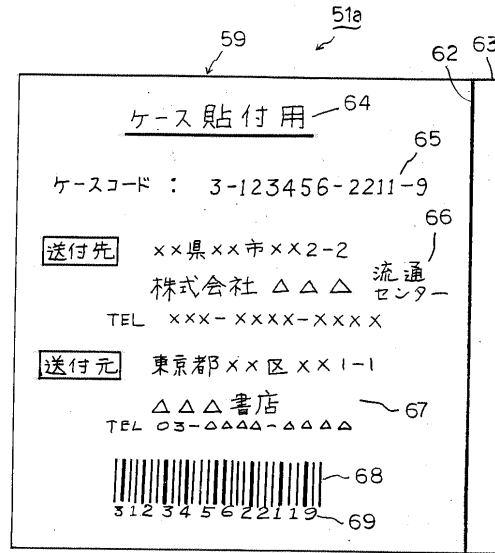 51a
59
62
63
ケース貼付用
64
65
ケースコード : 3-123456-2211-9
66
送付先 ××県××市××2-2
株式会社 △△△ 流通センター
TEL ×××-××××-××××
送付元 東京都××区××1-1
△△△書店
67
TEL 03-△△△△-△△△△
68
312345622119
69